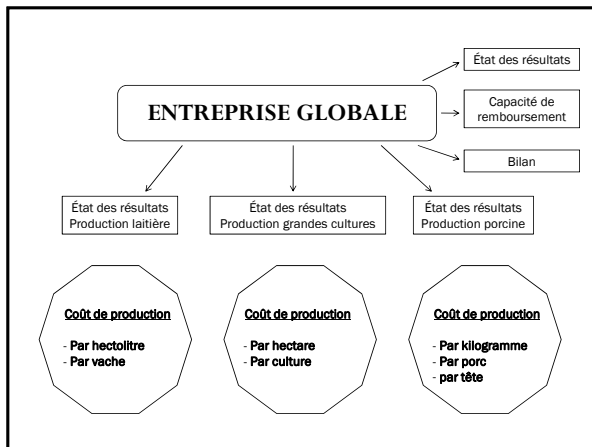 État des résultats
ENTREPRISE GLOBALE
Capacité de
remboursement
Bilan
État des résultats
Production laitière
État des résultats
Production grandes cultures
État des résultats
Production porcine
Coût de production
- Par hectolitre
- Par vache
Coût de production
- Par hectare
- Par culture
Coût de production
- Par kilogramme
- Par porc
- par tête